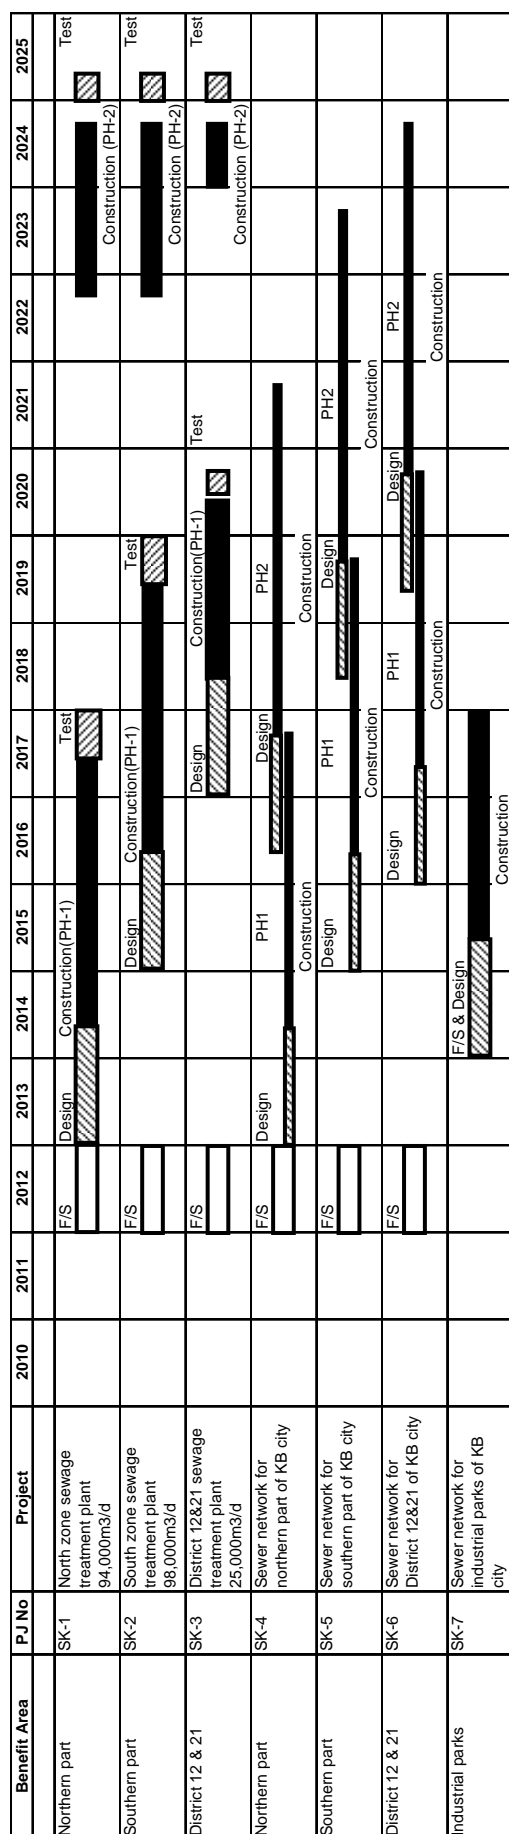 Benefit Area PJ No Project 2010 2011 2012 2013 2014 2015 2016 2017 2018 2019 2020 2021 2022 2023 2024 2025
Northern part SK-1 North zone sewage
treatment plant
94,000m3/d
F/S Design Construction(PH-1) Test Construction (PH-2) Test
Southern part SK-2 South zone sewage
treatment plant
98,000m3/d
F/S Design Construction(PH-1) Test Construction (PH-2) Test
District 12 & 21 SK-3 District 12&21 sewage
treatment plant
25,000m3/d
F/S Design Construction(PH-1) Test Construction (PH-2) Test
Northern part SK-4 Sewer network for
northern part of KB city
F/S Design PH1 Design PH2
Construction Construction
Southern part SK-5 Sewer network for
southern part of KB city
F/S Design PH1 Design PH2
Construction Construction
District 12 & 21 SK-6 Sewer network for
District 12&21 of KB city
F/S Design PH1 Design PH2
Construction Construction
Industrial parks SK-7 Sewer network for
industrial parks of KB
city
F/S & Design
Construction